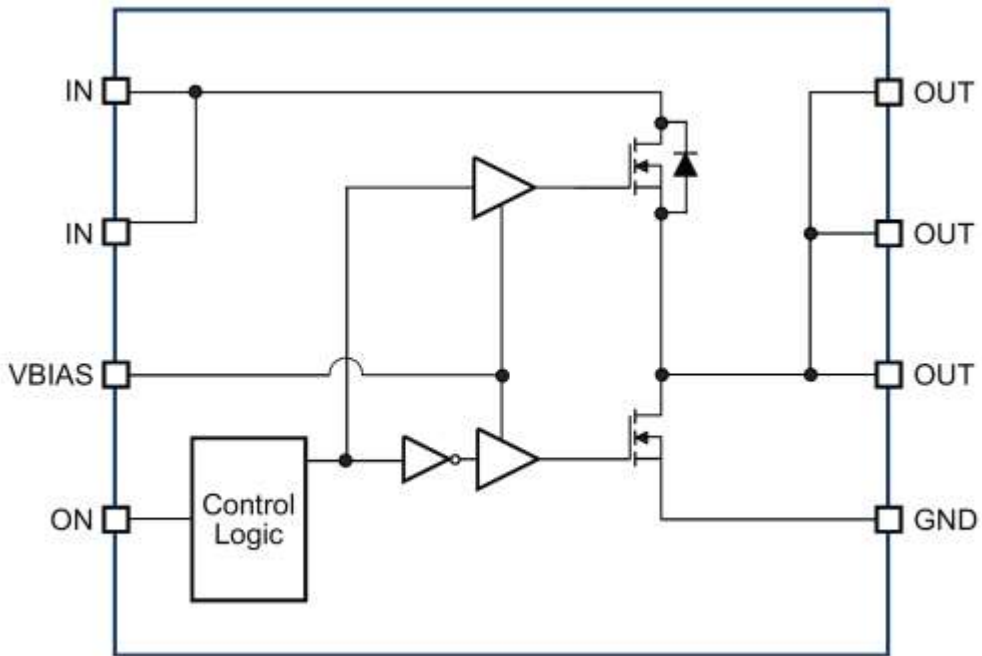 IN
OUT
IN
OUT
VBIAS
OUT
Control
Logic
ON
GND